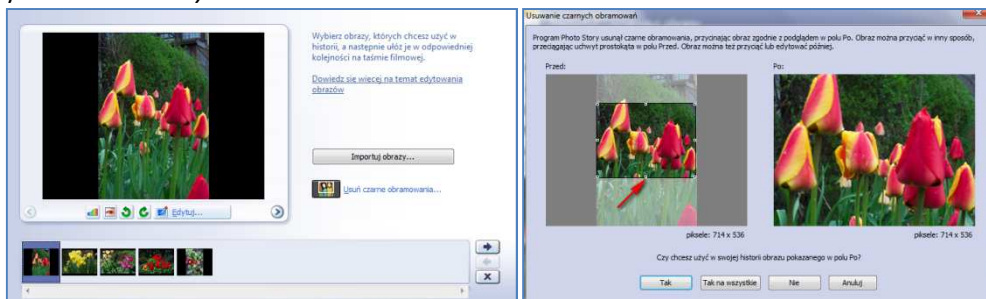 Wybierz obrazy, których chcesz użyć w
historii, a następnie ułóż je w odpowiedniej
kolejności na taśmie filmowej.
Dowiedz się więcej na temat edytowania
obrazów
Importuj obrazy...
Usuń czarne obramowania...
Edytuj...
Usuwanie czarnych obramowań
Program Photo Story usunął czarne obramowania, przycinając obraz zgodnie z podglądem w polu Po. Obraz można przyciąć w inny sposób,
przeciągając uchwyt prostokąta w polu Przed. Obraz można też przyciąć lub edytować później.
Przed:
Po:
piksele: 714 x 536
piksele: 714 x 536
Czy chcesz użyć w swojej historii obrazu pokazanego w polu Po?
Tak
Tak na wszystkie
Nie
Anuluj